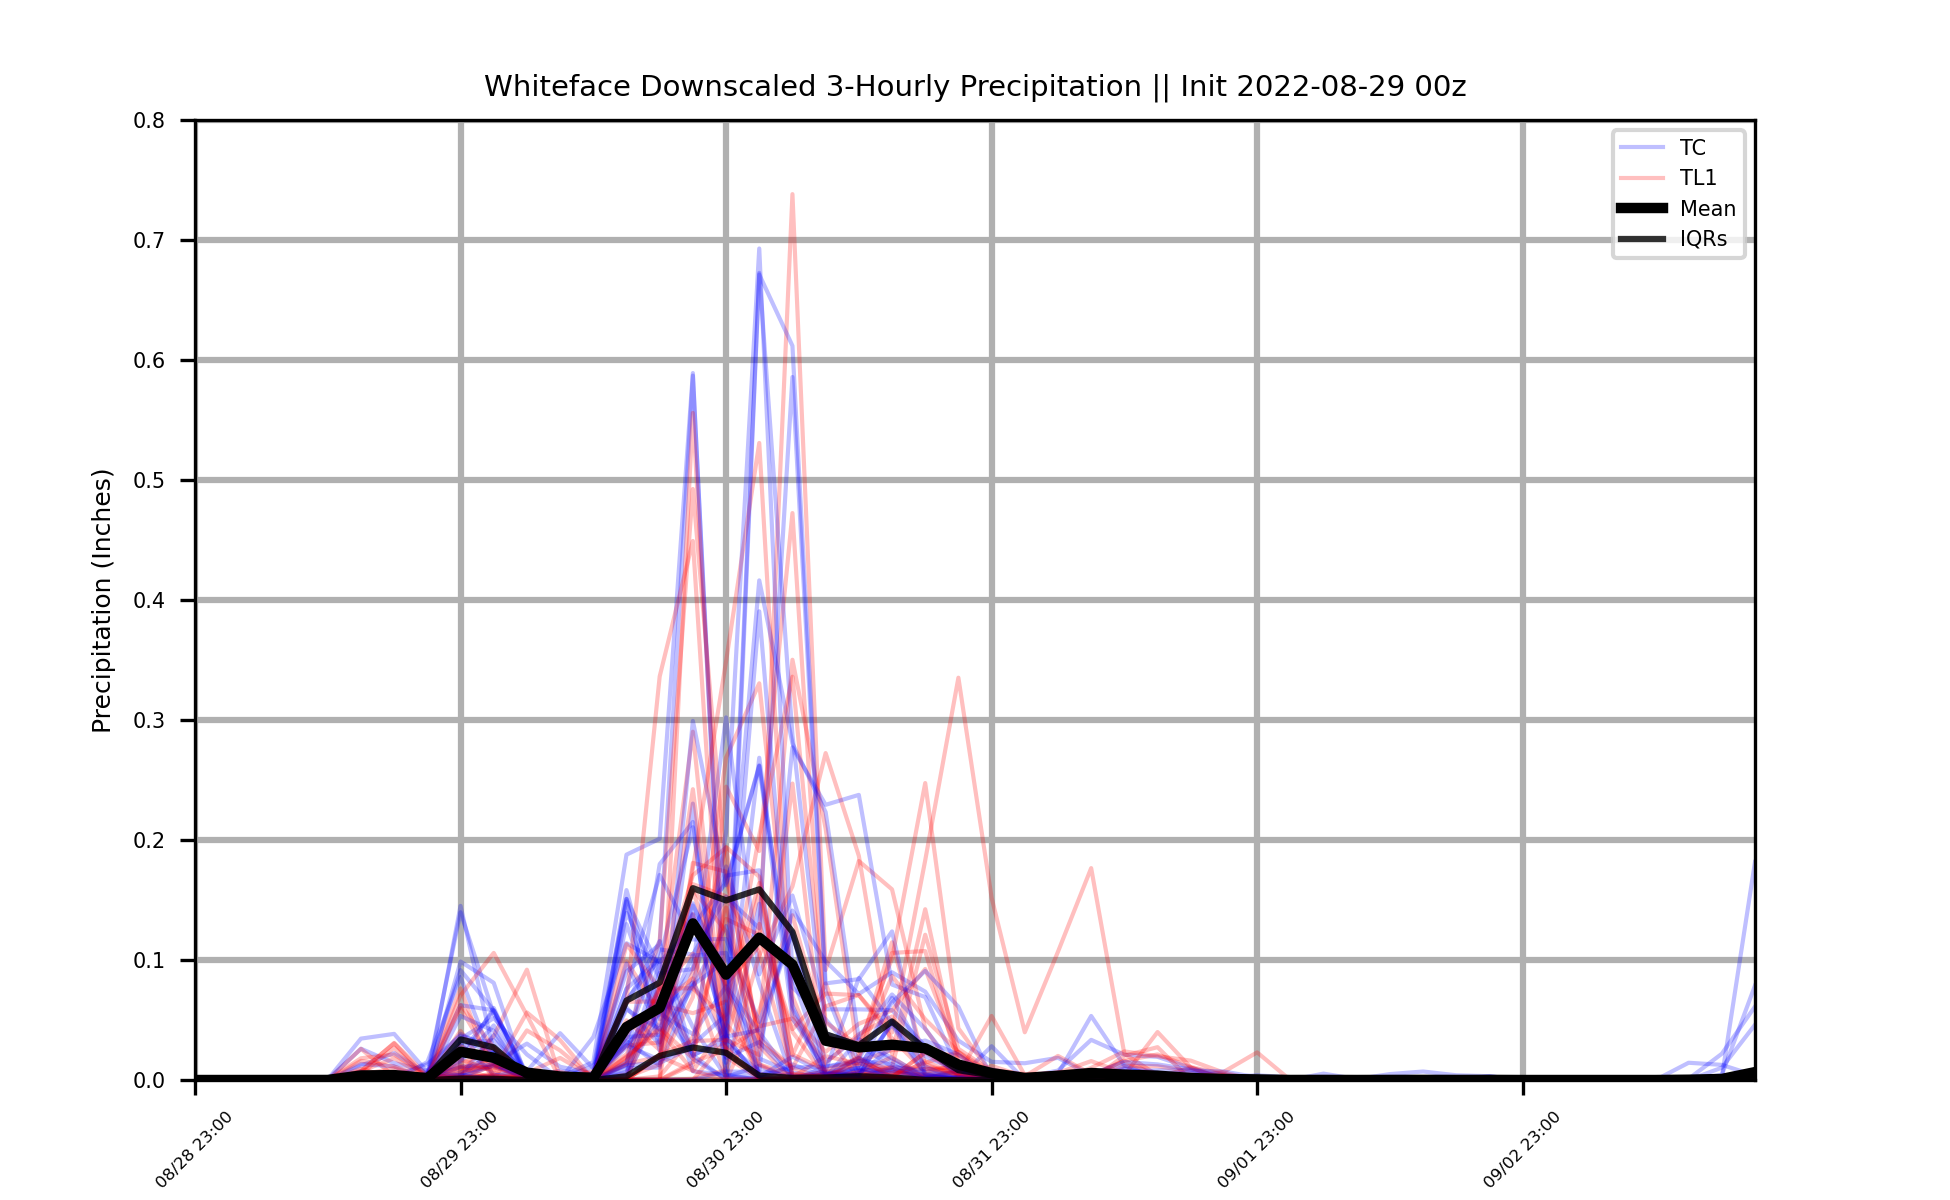 Whiteface Downscaled 3-Hourly Precipitation || Init 2022-08-29 00z
TC
TL1
Mean
IQRs
Precipitation (Inches)
0.8
0.7
0.6
0.5
0.4
0.3
0.2
0.1
0.0
08/28 23:00
08/29 23:00
08/30 23:00
08/31 23:00
09/01 23:00
09/02 23:00